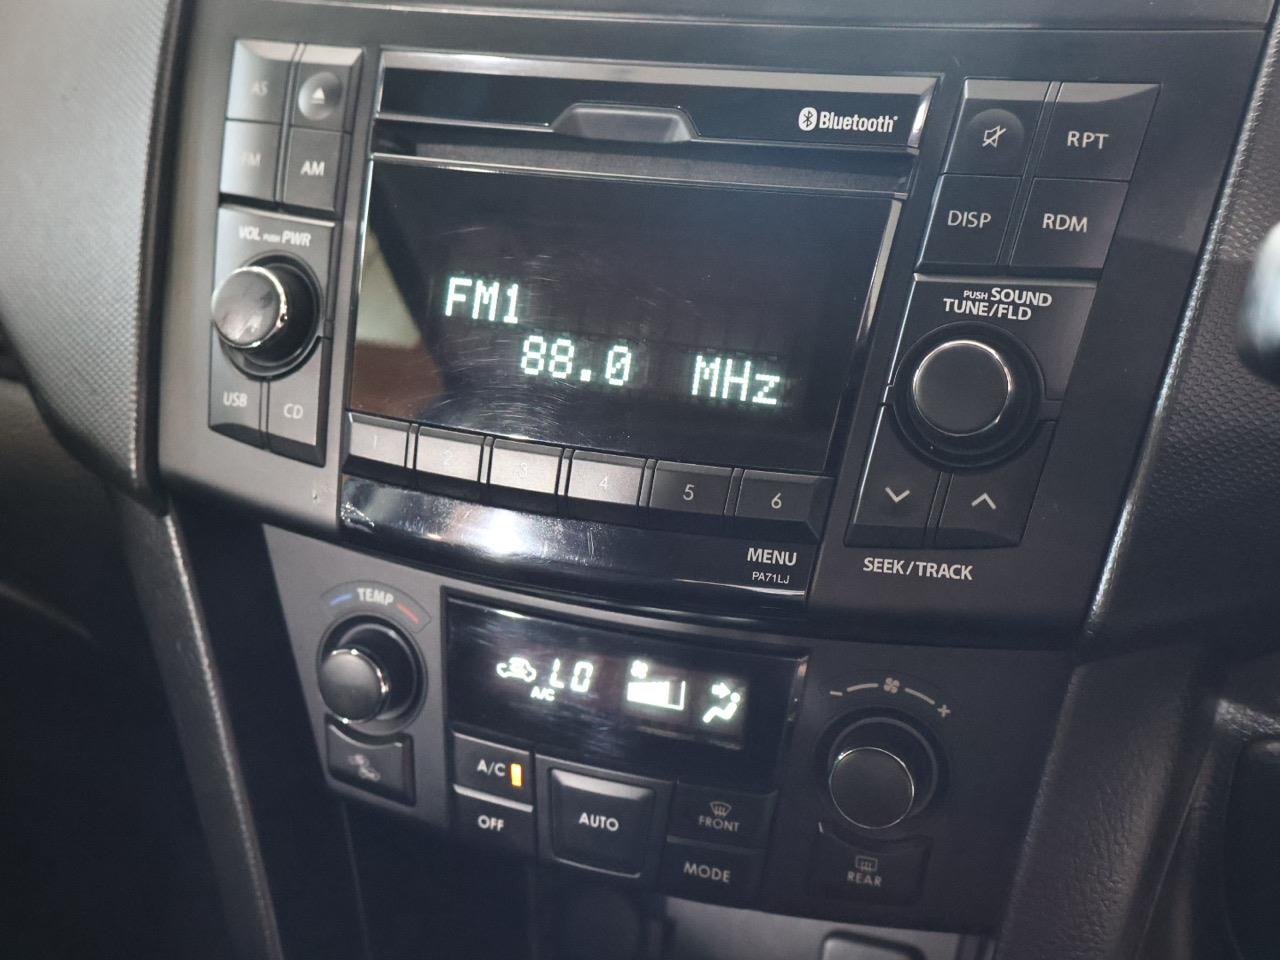 AS
Bluetooth®
RPT
FM
AM
DISP
RDM
VOL PUSH PWR
PUSH SOUND
TUNE/FLD
FM1
88.0 MHz
USB
CD
1
2
3
4
5
6
MENU
PA71LJ
SEEK/TRACK
TEMP
LO
A/C
- +
A/C
OFF
AUTO
FRONT
MODE
REAR